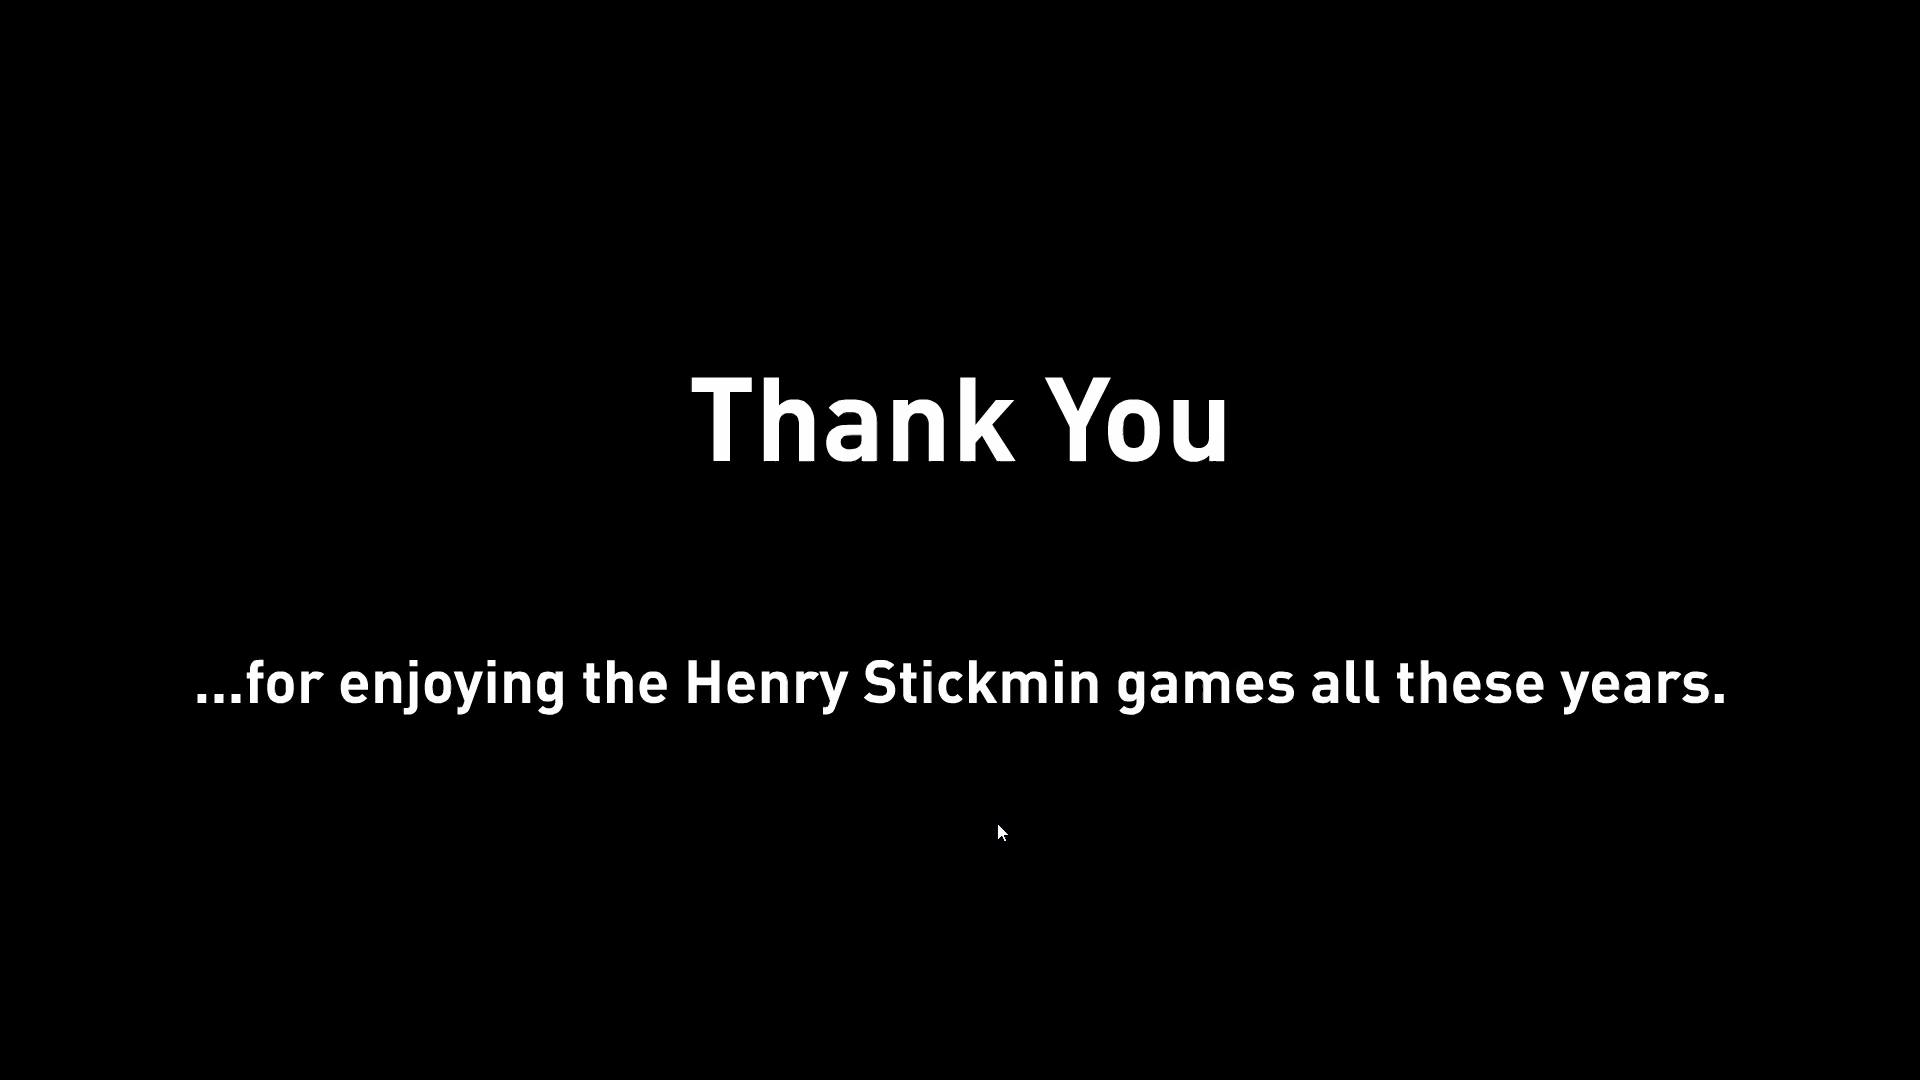 Thank You
...for enjoying the Henry Stickmin games all these years.